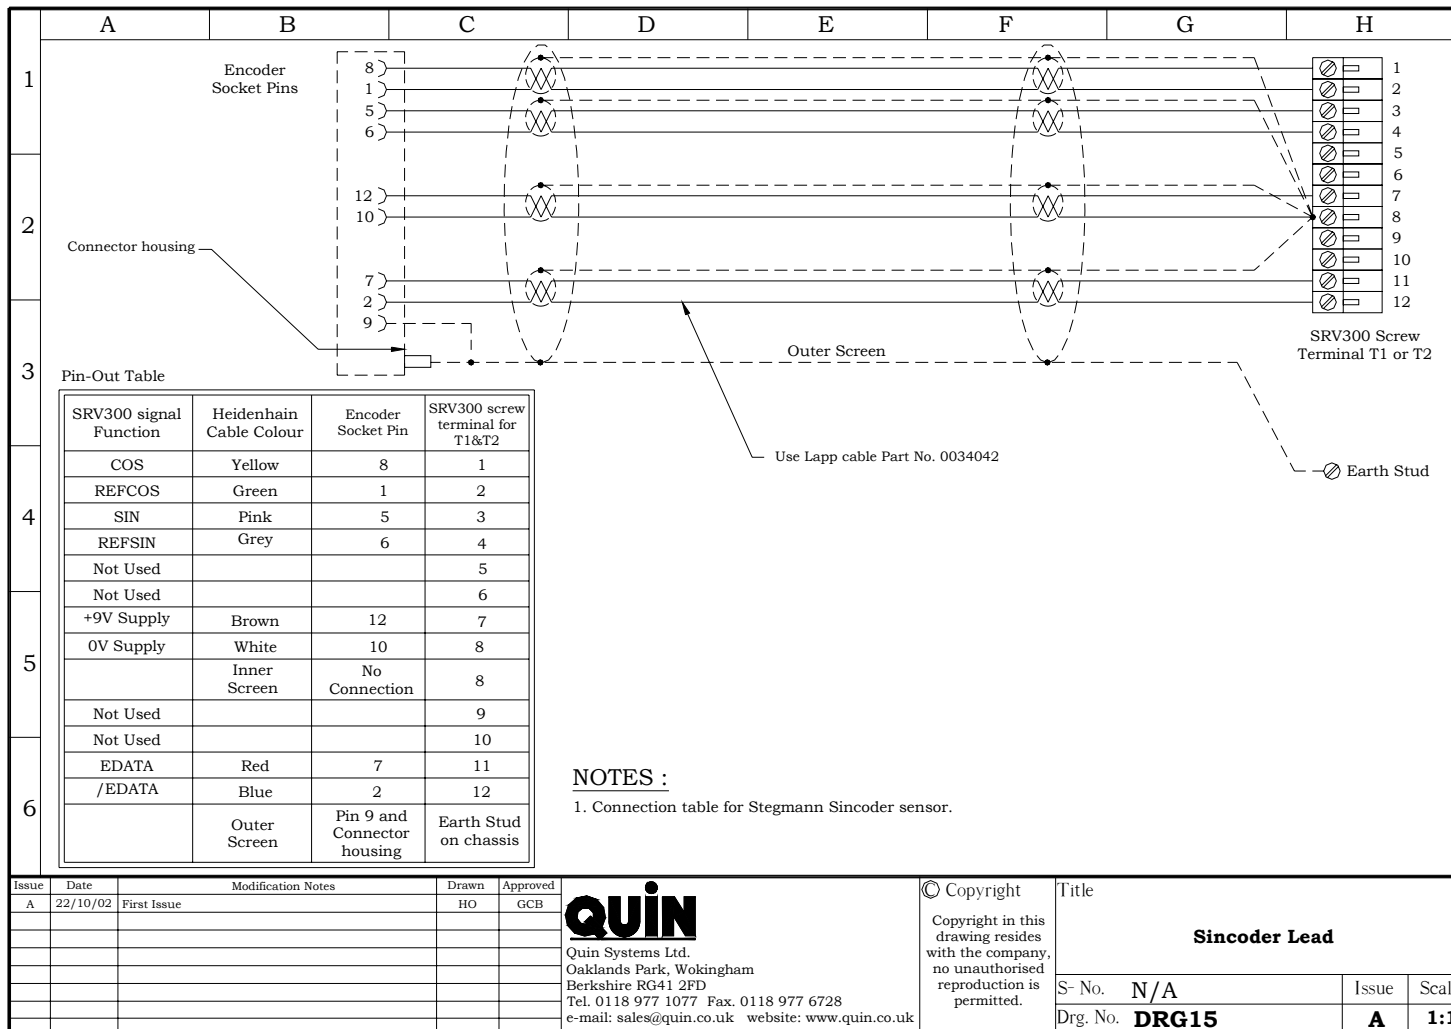 A B C D E F G H
1
2
3
4
5
6
Encoder
Socket Pins
8
1
5
6
12
10
7
2
9
Connector housing
1
2
3
4
5
6
7
8
9
10
11
12
SRV300 Screw
Terminal T1 or T2
Outer Screen
Use Lapp cable Part No. 0034042
Earth Stud
Pin-Out Table
SRV300 signal Function Heidenhain Cable Colour Encoder Socket Pin SRV300 screw terminal for T1&T2
COS Yellow 8 1
REFCOS Green 1 2
SIN Pink 5 3
REFSIN Grey 6 4
Not Used 5
Not Used 6
+9V Supply Brown 12 7
0V Supply White 10 8
Inner Screen No Connection 8
Not Used 9
Not Used 10
EDATA Red 7 11
/EDATA Blue 2 12
Outer Screen Pin 9 and Connector housing Earth Stud on chassis
NOTES :
1. Connection table for Stegmann Sincoder sensor.
Issue Date Modification Notes Drawn Approved
A 22/10/02 First Issue HO GCB
QUIN
Quin Systems Ltd.
Oaklands Park, Wokingham
Berkshire RG41 2FD
Tel. 0118 977 1077 Fax. 0118 977 6728
e-mail: sales@quin.co.uk website: www.quin.co.uk
© Copyright
Copyright in this
drawing resides
with the company,
no unauthorised
reproduction is
permitted.
Title
Sincoder Lead
S- No. N/A Issue Scal
Drg. No. DRG15 A 1:1